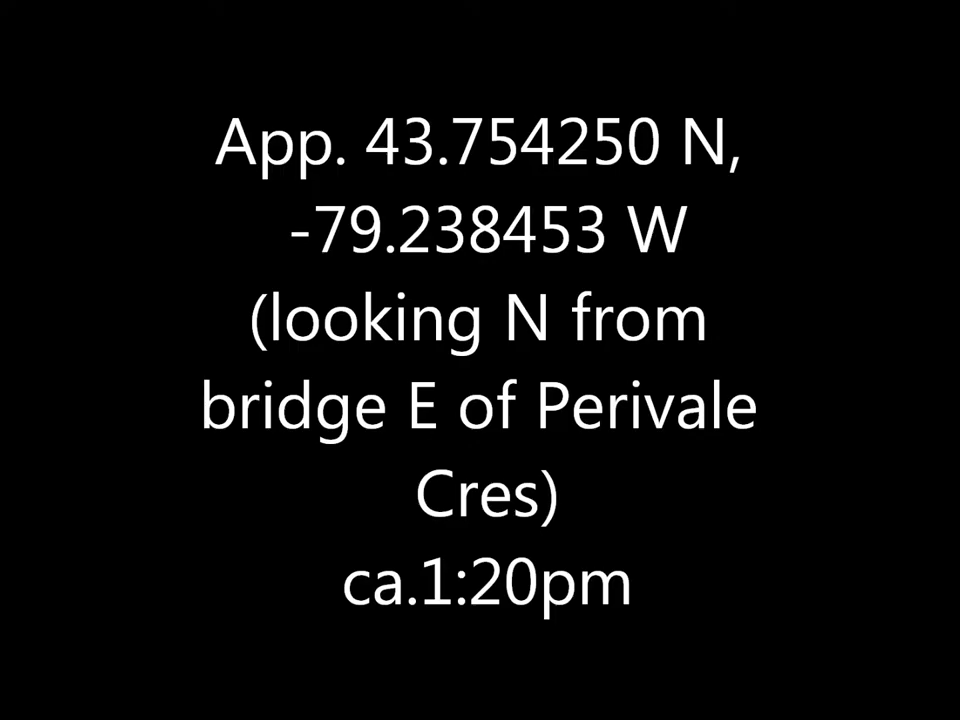 App. 43.754250 N,
-79.238453 W
(looking N from
bridge E of Perivale
Cres)
ca.1:20pm